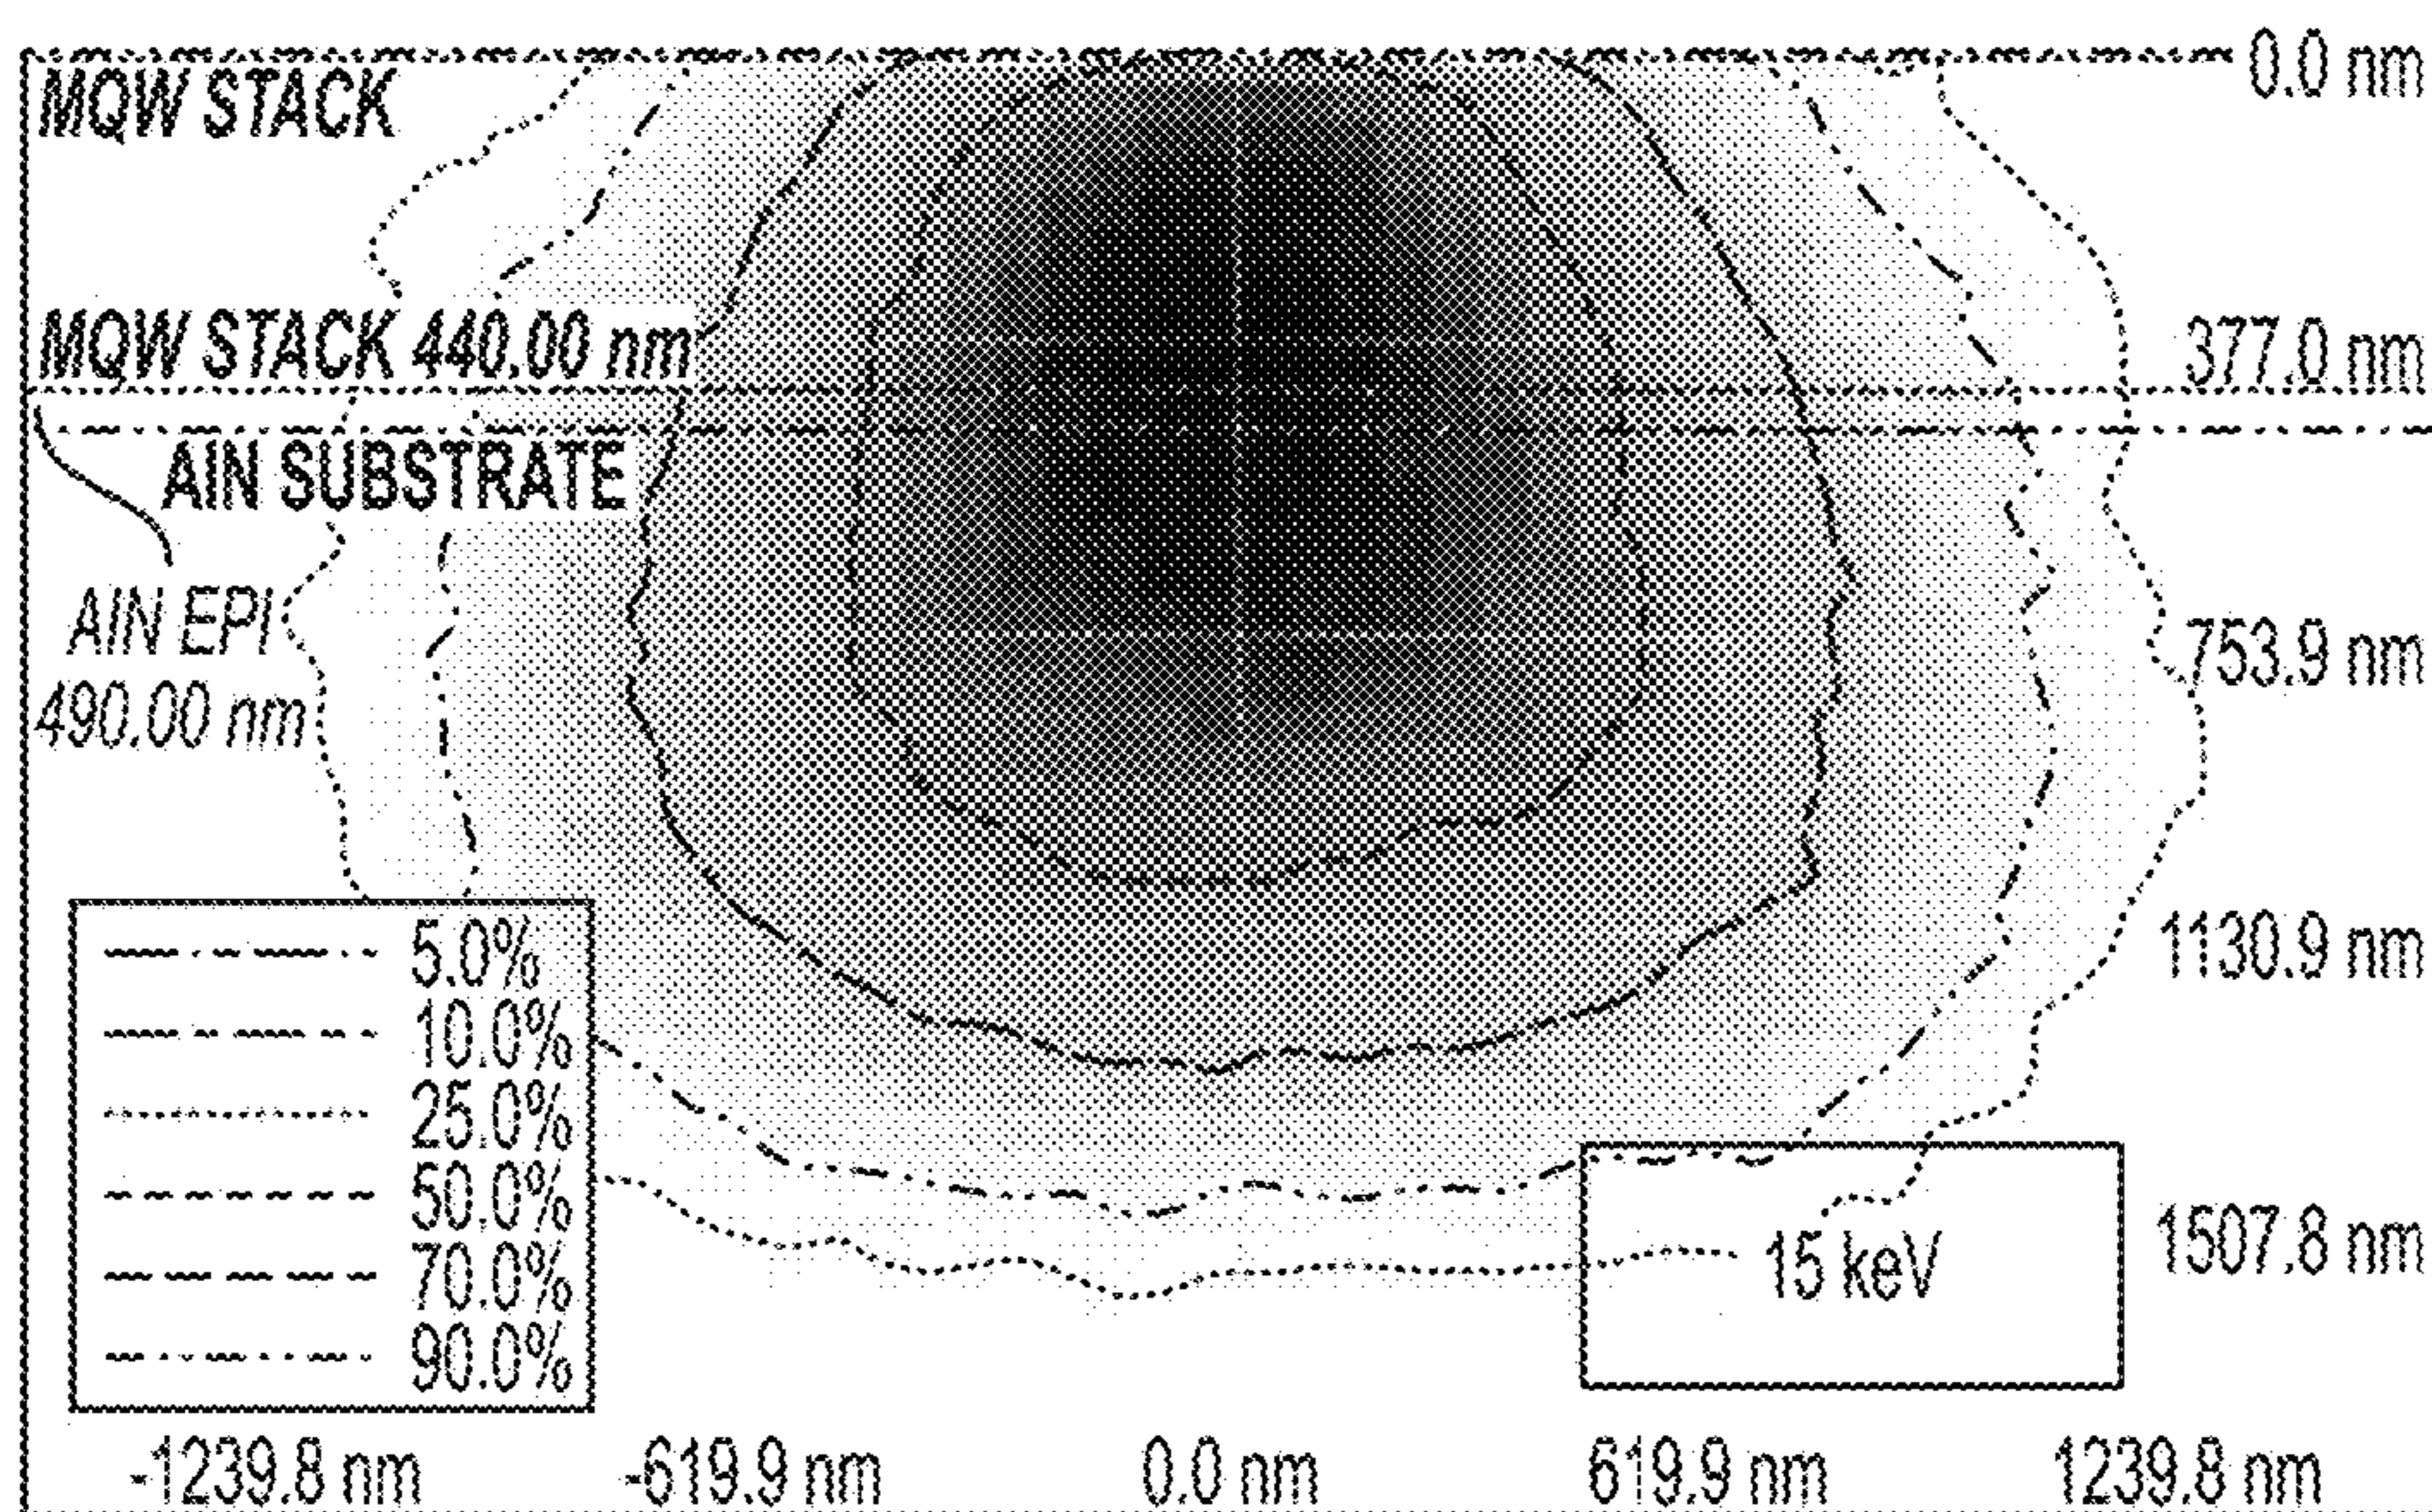 MQW STACK
0.0 nm
MQW STACK 440.00 nm
377.0 nm
AlN SUBSTRATE
AlN EPI
490.00 nm
753.9 nm
1130.9 nm
5.0%
10.0%
25.0%
50.0%
70.0%
90.0%
15 keV
1507.8 nm
-1239.8 nm
-619.9 nm
0.0 nm
619.9 nm
1239.8 nm